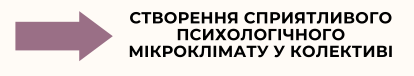 СТВОРЕННЯ СПРИЯТЛИВОГО
ПСИХОЛОГІЧНОГО
МІКРОКЛІМАТУ У КОЛЕКТИВІ